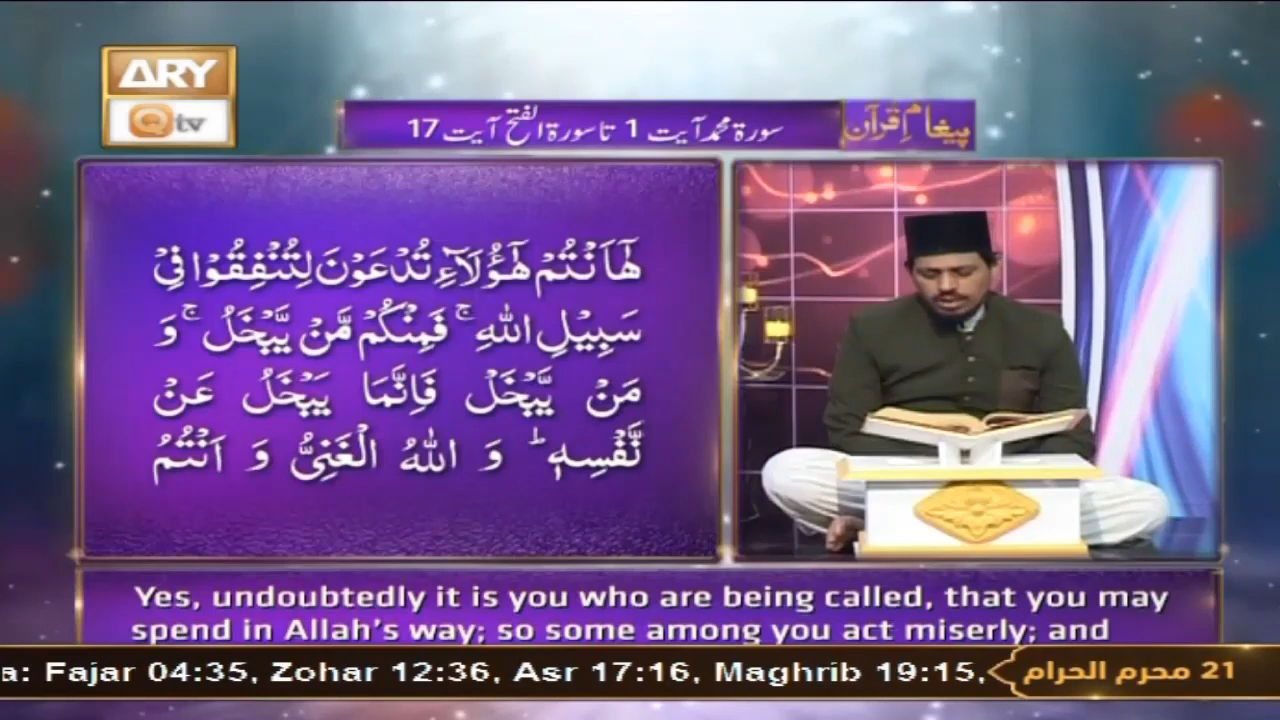 ARY
Qtv
پیغامِ قرآن
سورۃ محمد آیت 1 تا سورۃ الفتح آیت 17
هٰۤاَنْتُمْ هٰۤؤُلَآءِ تُدْعَوْنَ لِتُنْفِقُوْا فِیْ
سَبِیْلِ اللّٰهِ ۚ فَمِنْكُمْ مَّنْ یَّبْخَلُ ۚ وَ
مَنْ یَّبْخَلْ فَاِنَّمَا یَبْخَلُ عَنْ
نَّفْسِهٖ ؕ وَ اللّٰهُ الْغَنِیُّ وَ اَنْتُمُ
Yes, undoubtedly it is you who are being called, that you may
spend in Allah's way; so some among you act miserly; and
a: Fajar 04:35, Zohar 12:36, Asr 17:16, Maghrib 19:15,
21 محرم الحرام